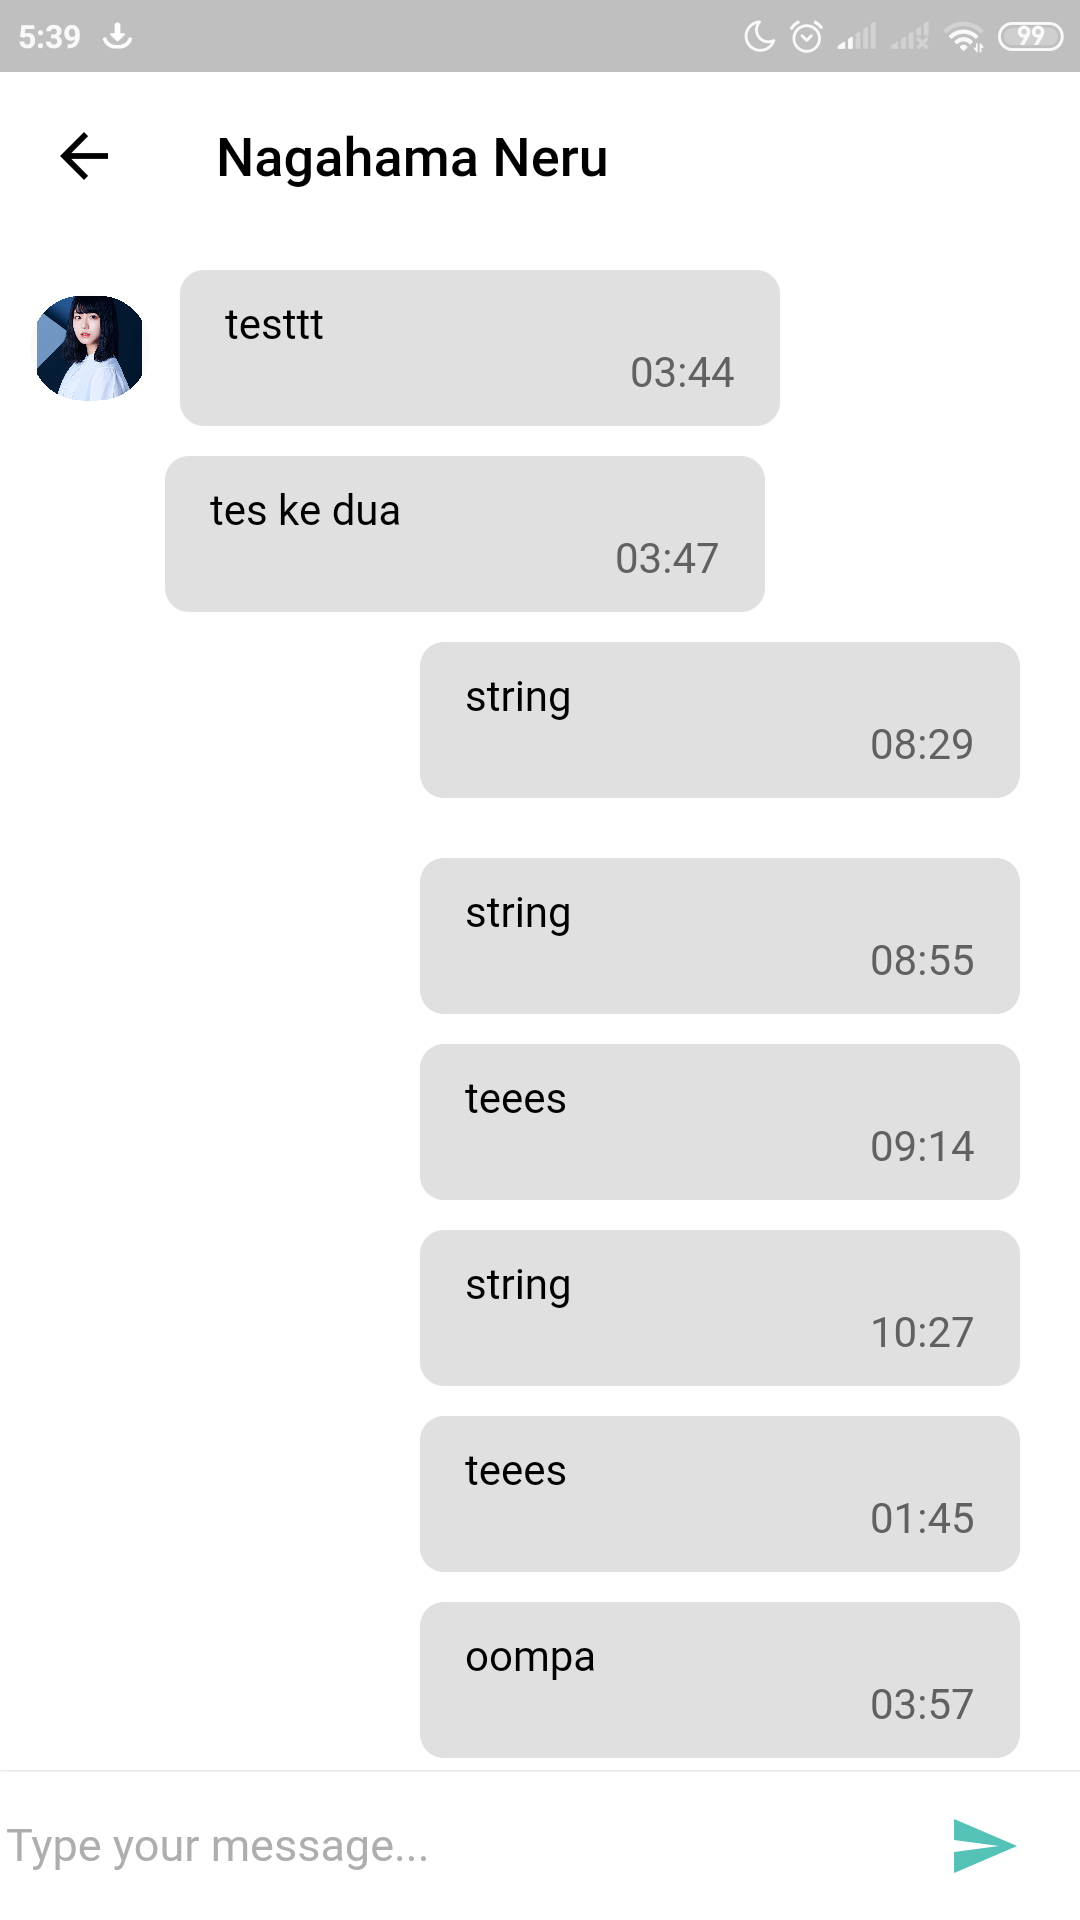 5:39
99
Nagahama Neru
testtt
03:44
tes ke dua
03:47
string
08:29
string
08:55
teees
09:14
string
10:27
teees
01:45
oompa
03:57
Type your message...